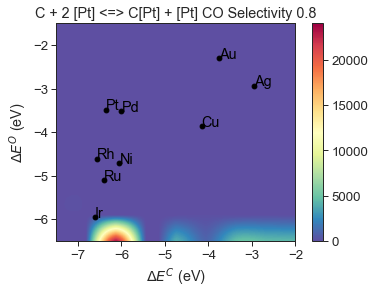 C + 2 [Pt] <=> C[Pt] + [Pt] CO Selectivity 0.8
Au
Ag
Pt
Pd
Cu
Rh
Ni
Ru
Ir
−2
−3
−4
−5
−6
ΔE^O (eV)
−7
−6
−5
−4
−3
−2
ΔE^C (eV)
20000
15000
10000
5000
0